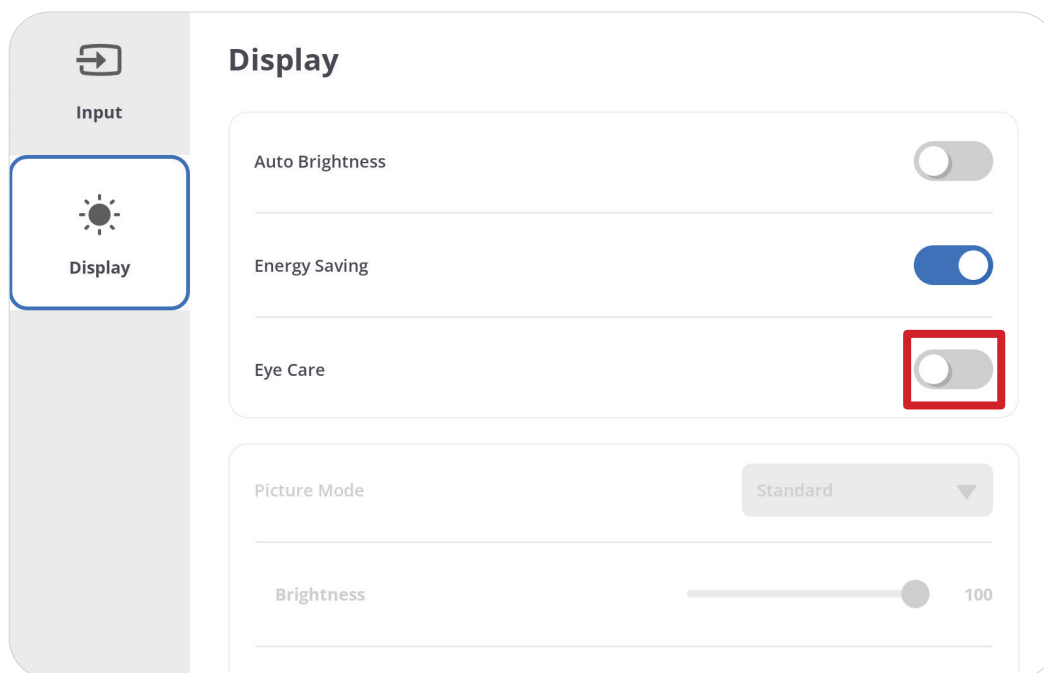 Input
Display
Display
Auto Brightness
Energy Saving
Eye Care
Picture Mode Standard
Brightness 100